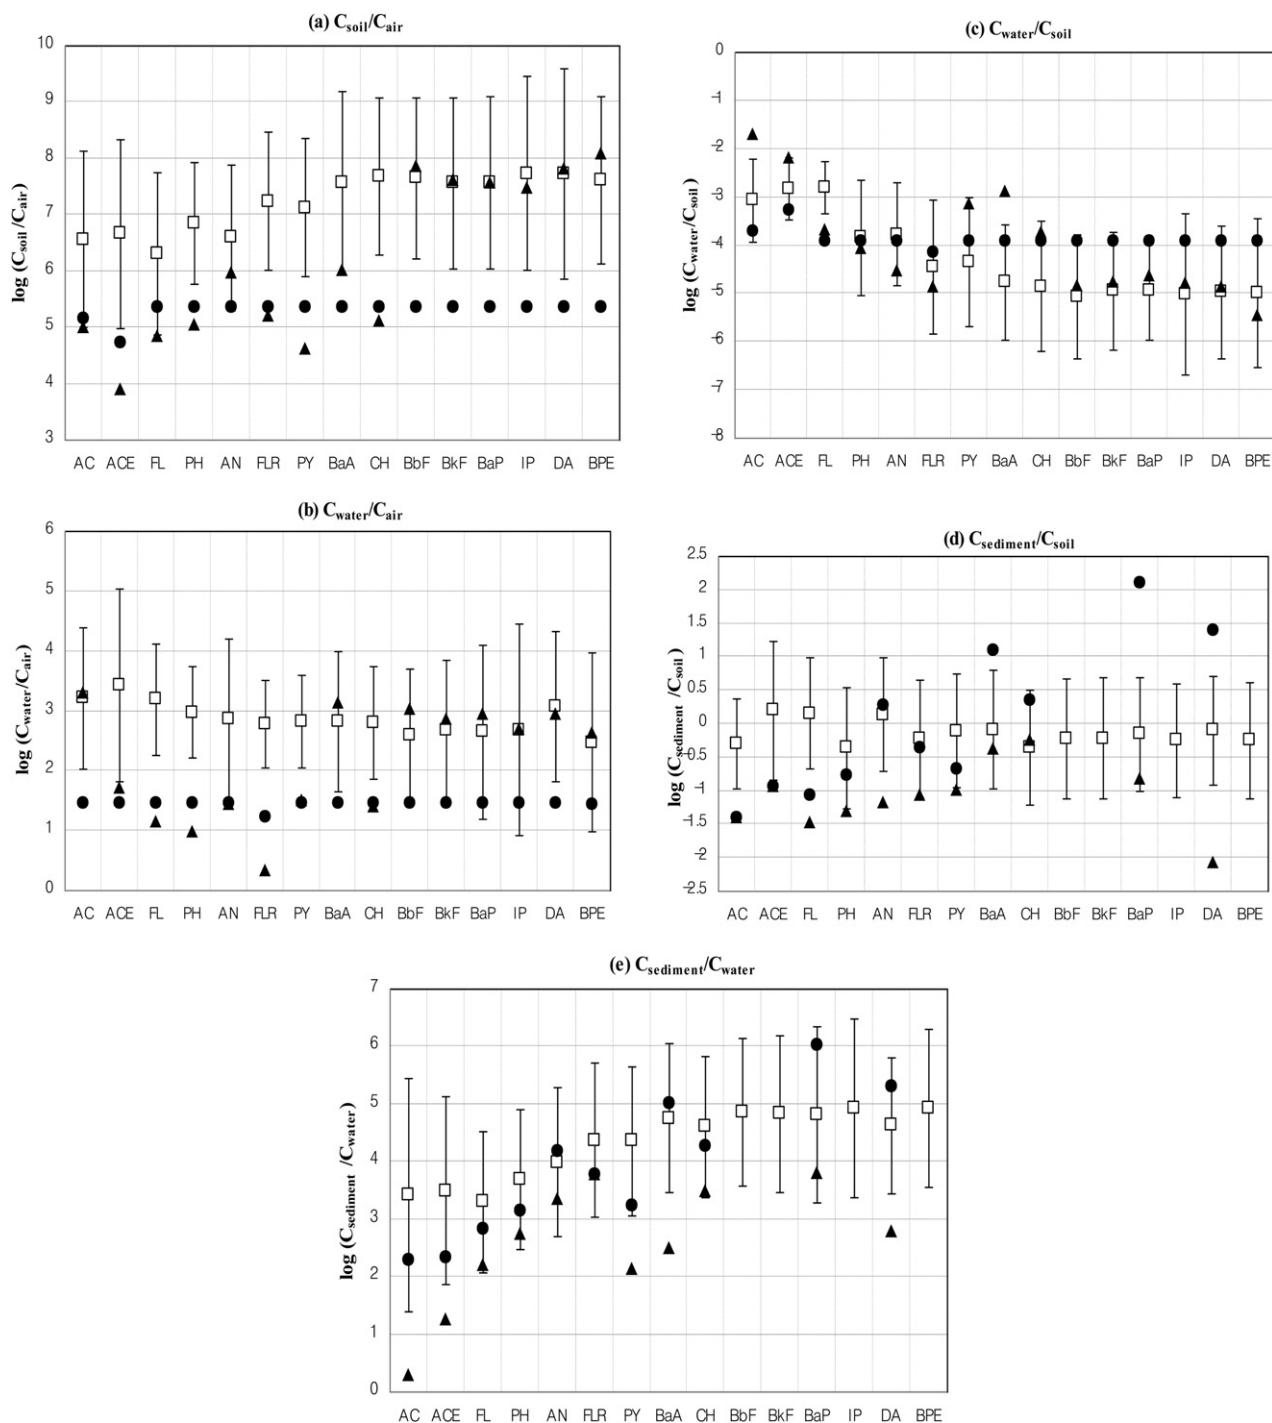 (a) Csoil/Cair
10
9
8
7
6
5
4
3
log (Csoil/Cair)
AC ACE FL PH AN FLR PY BaA CH BbF BkF BaP IP DA BPE
(c) Cwater/Csoil
0
-1
-2
-3
-4
-5
-6
-7
-8
log (Cwater/Csoil)
AC ACE FL PH AN FLR PY BaA CH BbF BkF BaP IP DA BPE
(b) Cwater/Cair
6
5
4
3
2
1
0
log (Cwater/Cair)
AC ACE FL PH AN FLR PY BaA CH BbF BkF BaP IP DA BPE
(d) Csediment/Csoil
2.5
2
1.5
1
0.5
0
-0.5
-1
-1.5
-2
-2.5
log (Csediment /Csoil)
AC ACE FL PH AN FLR PY BaA CH BbF BkF BaP IP DA BPE
(e) Csediment/Cwater
7
6
5
4
3
2
1
0
log (Csediment /Cwater)
AC ACE FL PH AN FLR PY BaA CH BbF BkF BaP IP DA BPE